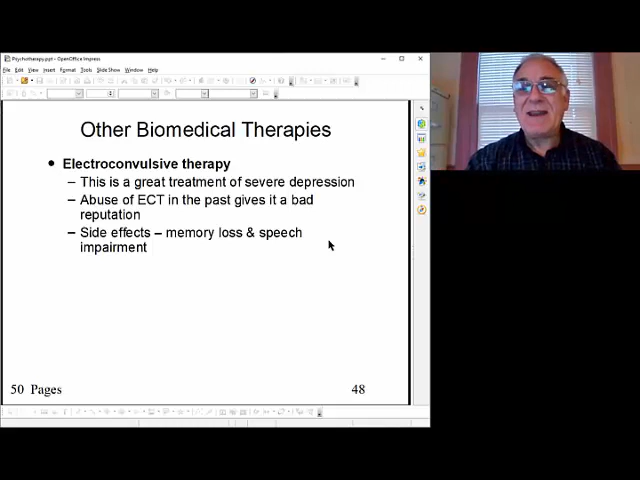 Psychotherapy.ppt - OpenOffice Impress
File Edit View Insert Format Tools Slide Show Window Help
Other Biomedical Therapies
• Electroconvulsive therapy
– This is a great treatment of severe depression
– Abuse of ECT in the past gives it a bad
reputation
– Side effects – memory loss & speech
impairment
50 Pages
48